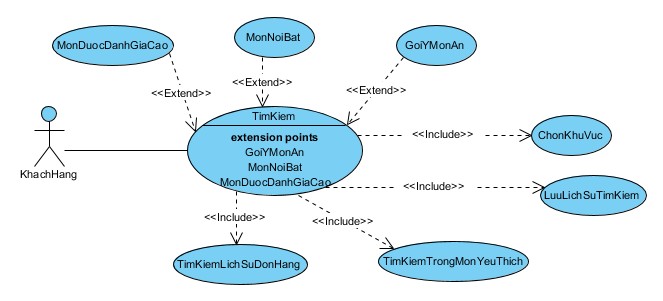 MonDuocDanhGiaCao
MonNoiBat
GoiYMonAn
<<Extend>>
<<Extend>>
<<Extend>>
TimKiem
extension points
GoiYMonAn
MonNoiBat
MonDuocDanhGiaCao
KhachHang
<<Include>>
ChonKhuVuc
<<Include>>
LuuLichSuTimKiem
<<Include>>
<<Include>>
TimKiemLichSuDonHang
TimKiemTrongMonYeuThich